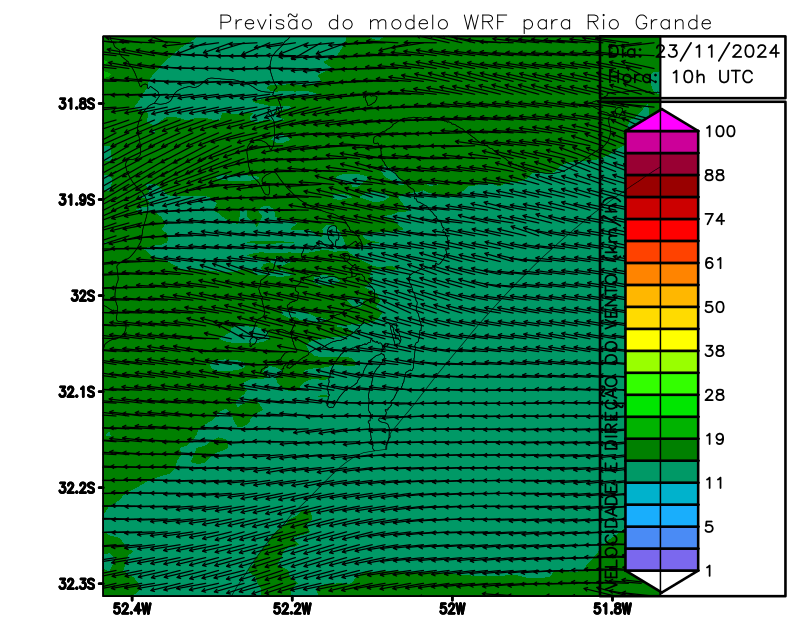 Previsão do modelo WRF para Rio Grande
Dia: 23/11/2024
Hora: 10h UTC
VELOCIDADE E DIREÇÃO DO VENTO (km/h)
100
88
74
61
50
38
28
19
11
5
1
31.8S
31.9S
32S
32.1S
32.2S
32.3S
52.4W
52.2W
52W
51.8W